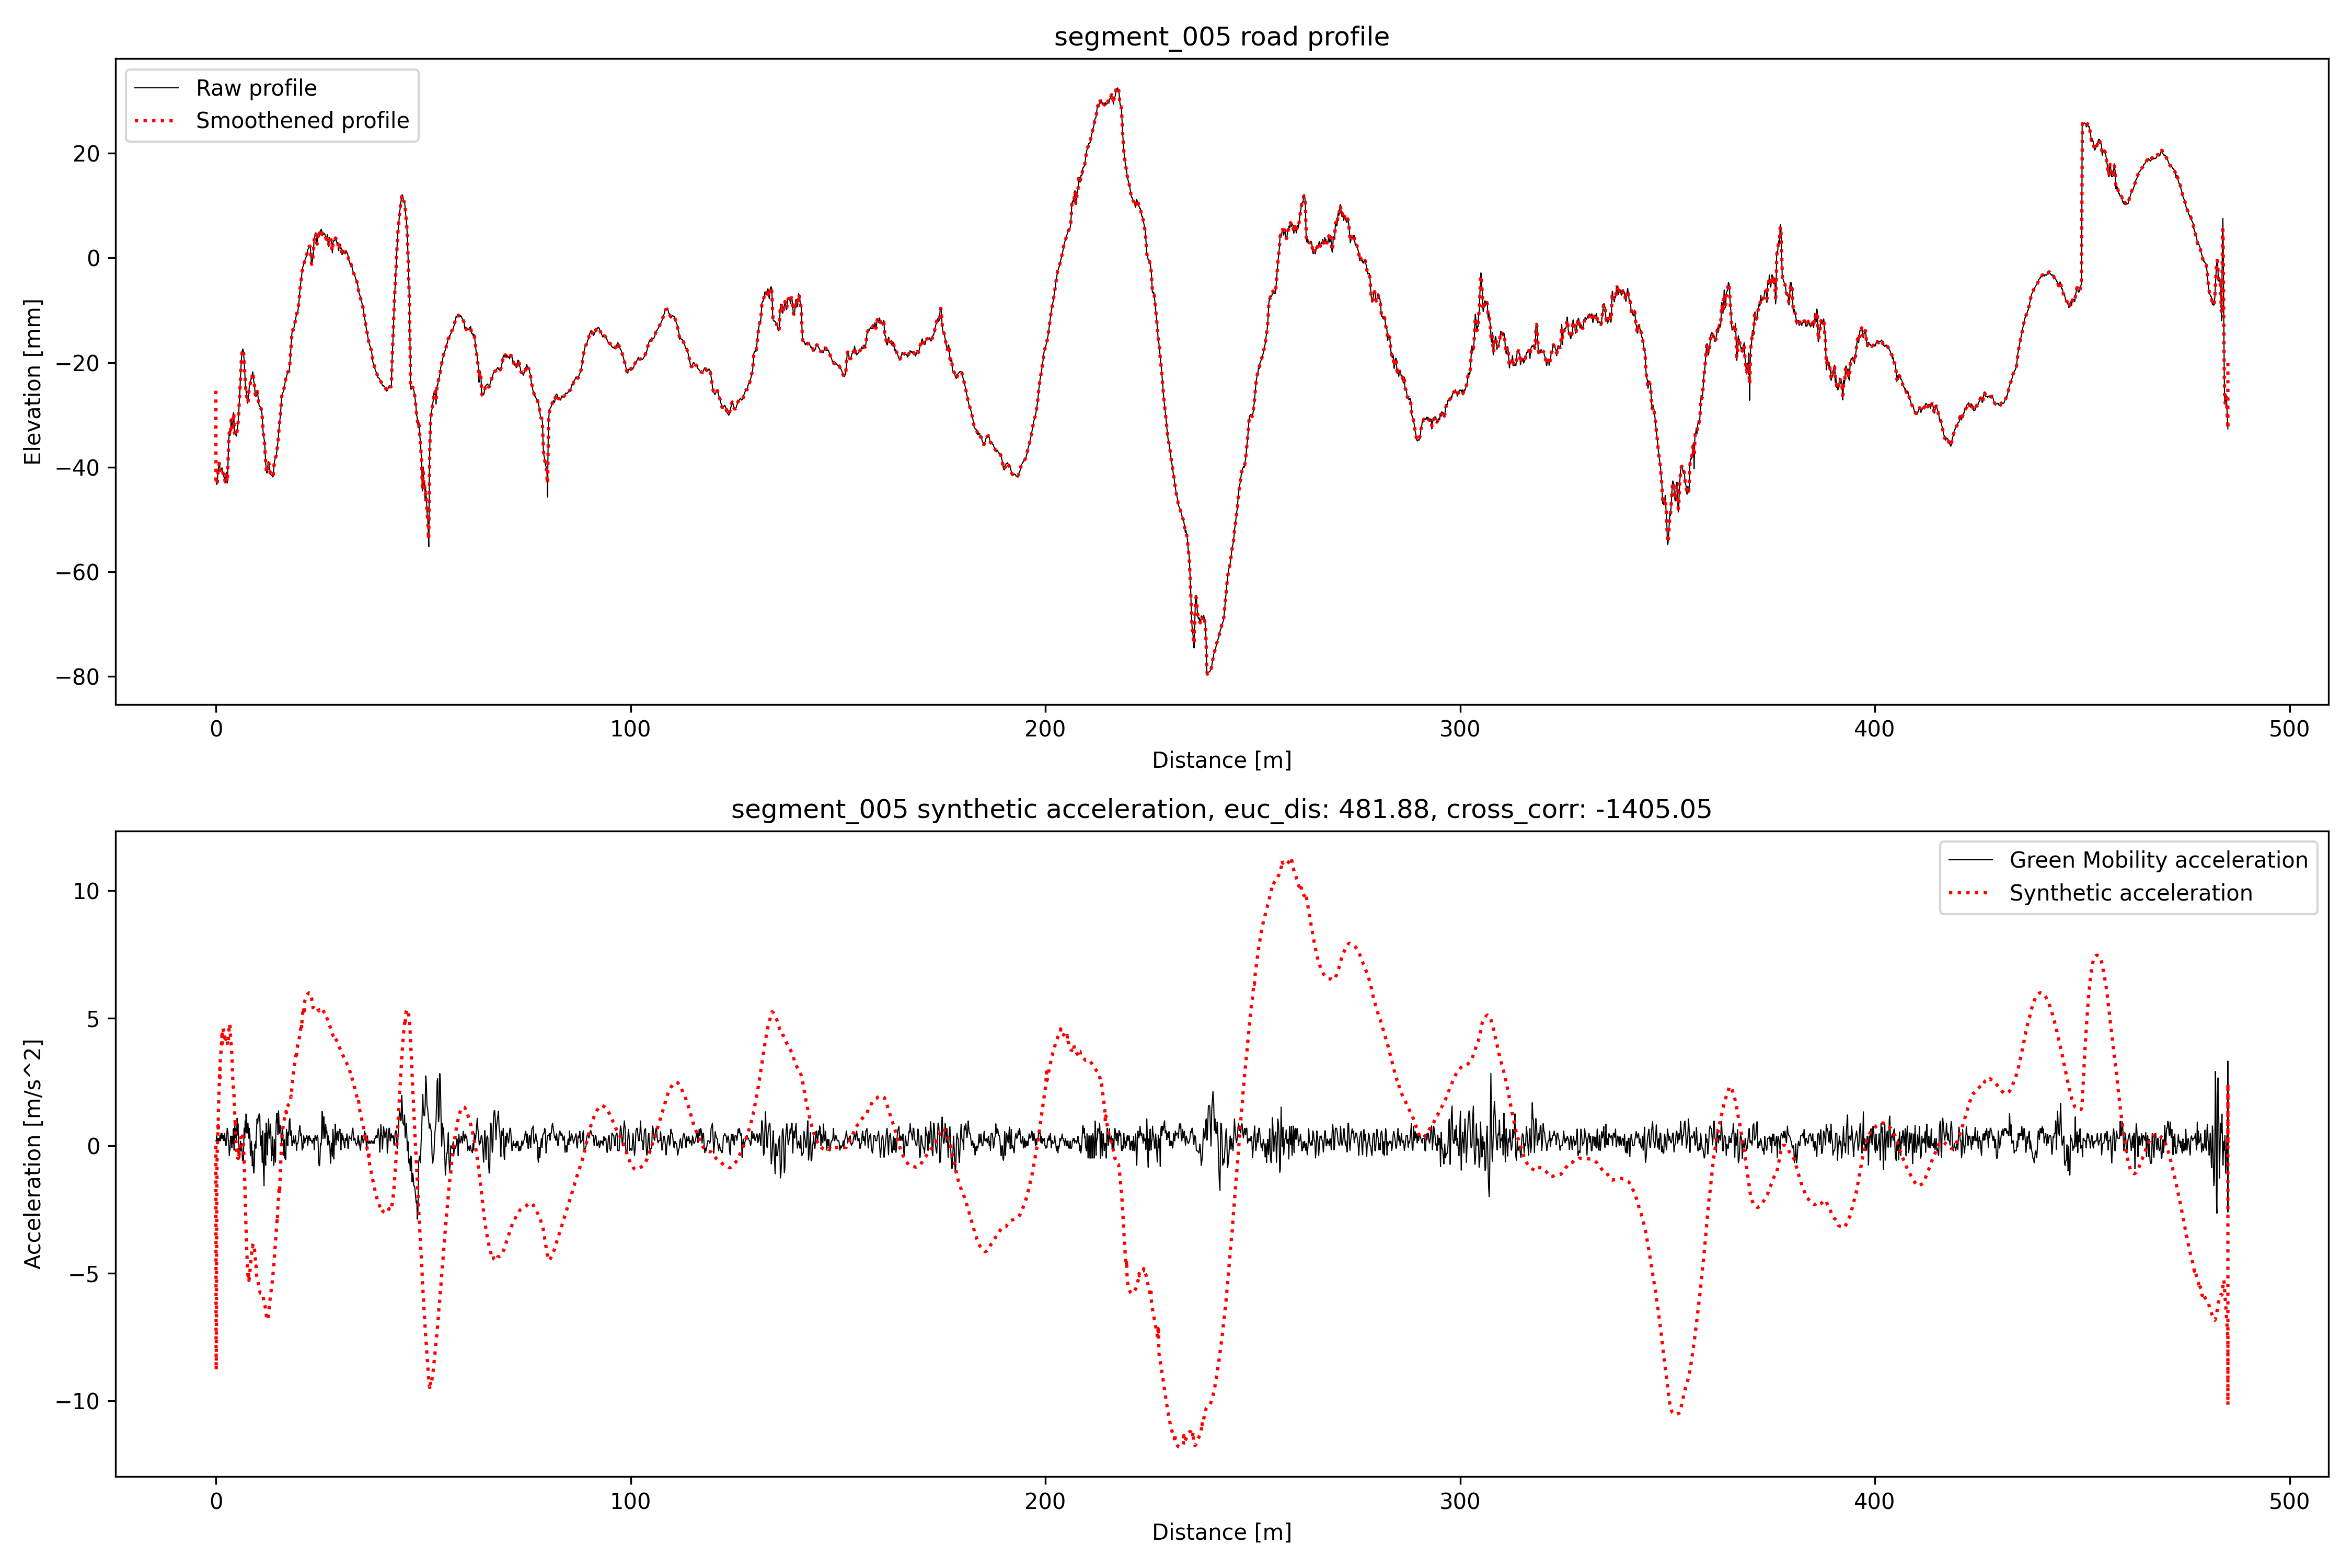 segment_005 road profile
Raw profile
Smoothened profile
20
0
−20
−40
−60
−80
Elevation [mm]
0 100 200 300 400 500
Distance [m]
segment_005 synthetic acceleration, euc_dis: 481.88, cross_corr: -1405.05
Green Mobility acceleration
Synthetic acceleration
10
5
0
−5
−10
Acceleration [m/s^2]
0 100 200 300 400 500
Distance [m]